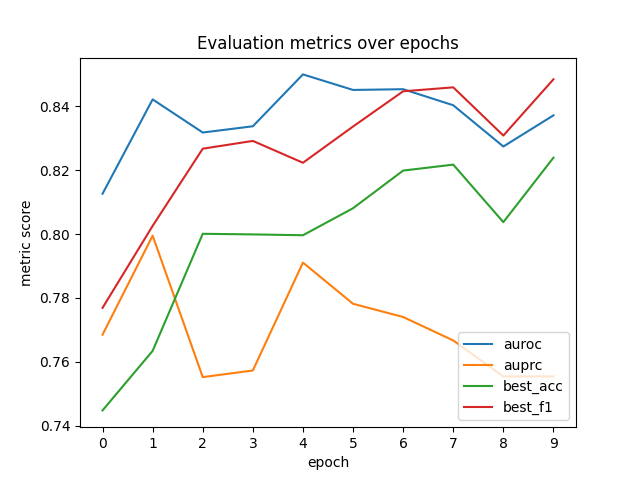 Evaluation metrics over epochs
metric score
0.84
0.82
0.80
0.78
0.76
0.74
auroc
auprc
best_acc
best_f1
0 1 2 3 4 5 6 7 8 9
epoch